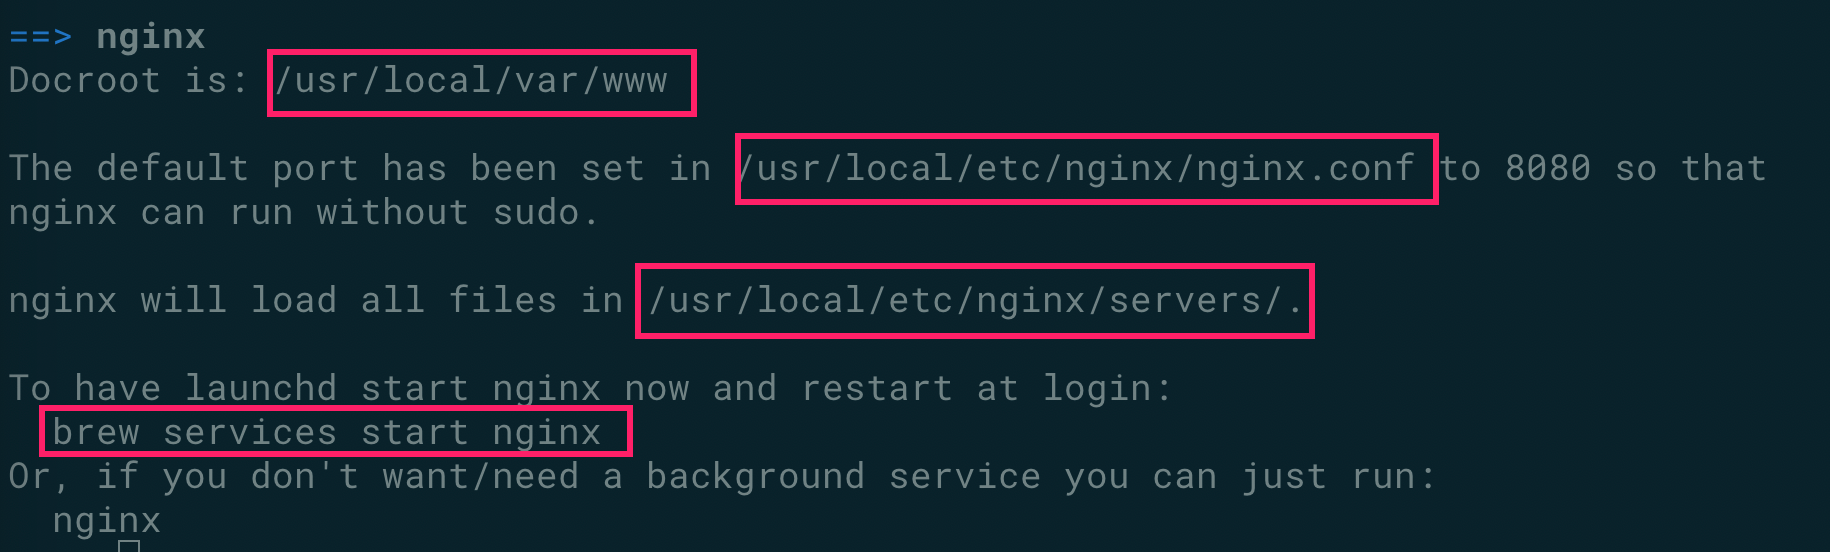 ==> nginx
Docroot is: /usr/local/var/www
The default port has been set in /usr/local/etc/nginx/nginx.conf to 8080 so that
nginx can run without sudo.
nginx will load all files in /usr/local/etc/nginx/servers/.
To have launchd start nginx now and restart at login:
brew services start nginx
Or, if you don't want/need a background service you can just run:
nginx